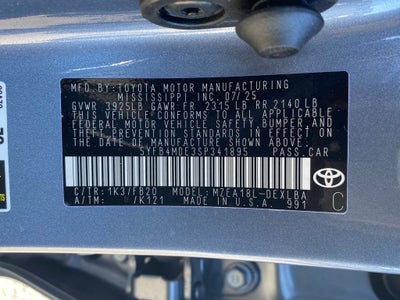 MFD BY:TOYOTA MOTOR MANUFACTURING
MISSISSIPPI INC. 07/25
GVWR 3925LB GAWR FR 2315 LB RR 2140 LB
THIS VEHICLE CONFORMS TO ALL APPLICABLE
FEDERAL MOTOR VEHICLE SAFETY, BUMPER, AND
THEFT PREVENTION STANDARDS IN EFFECT ON
THE DATE OF MANUFACTURE SHOWN ABOVE.
5YFB4MDE3SP341895 PASS.CAR
C/TR: 1K3/FB20 MODEL: MZEA18L-DEXLBA
A/TM: /K121 MADE IN U.S.A. 991
TOYOTA
C